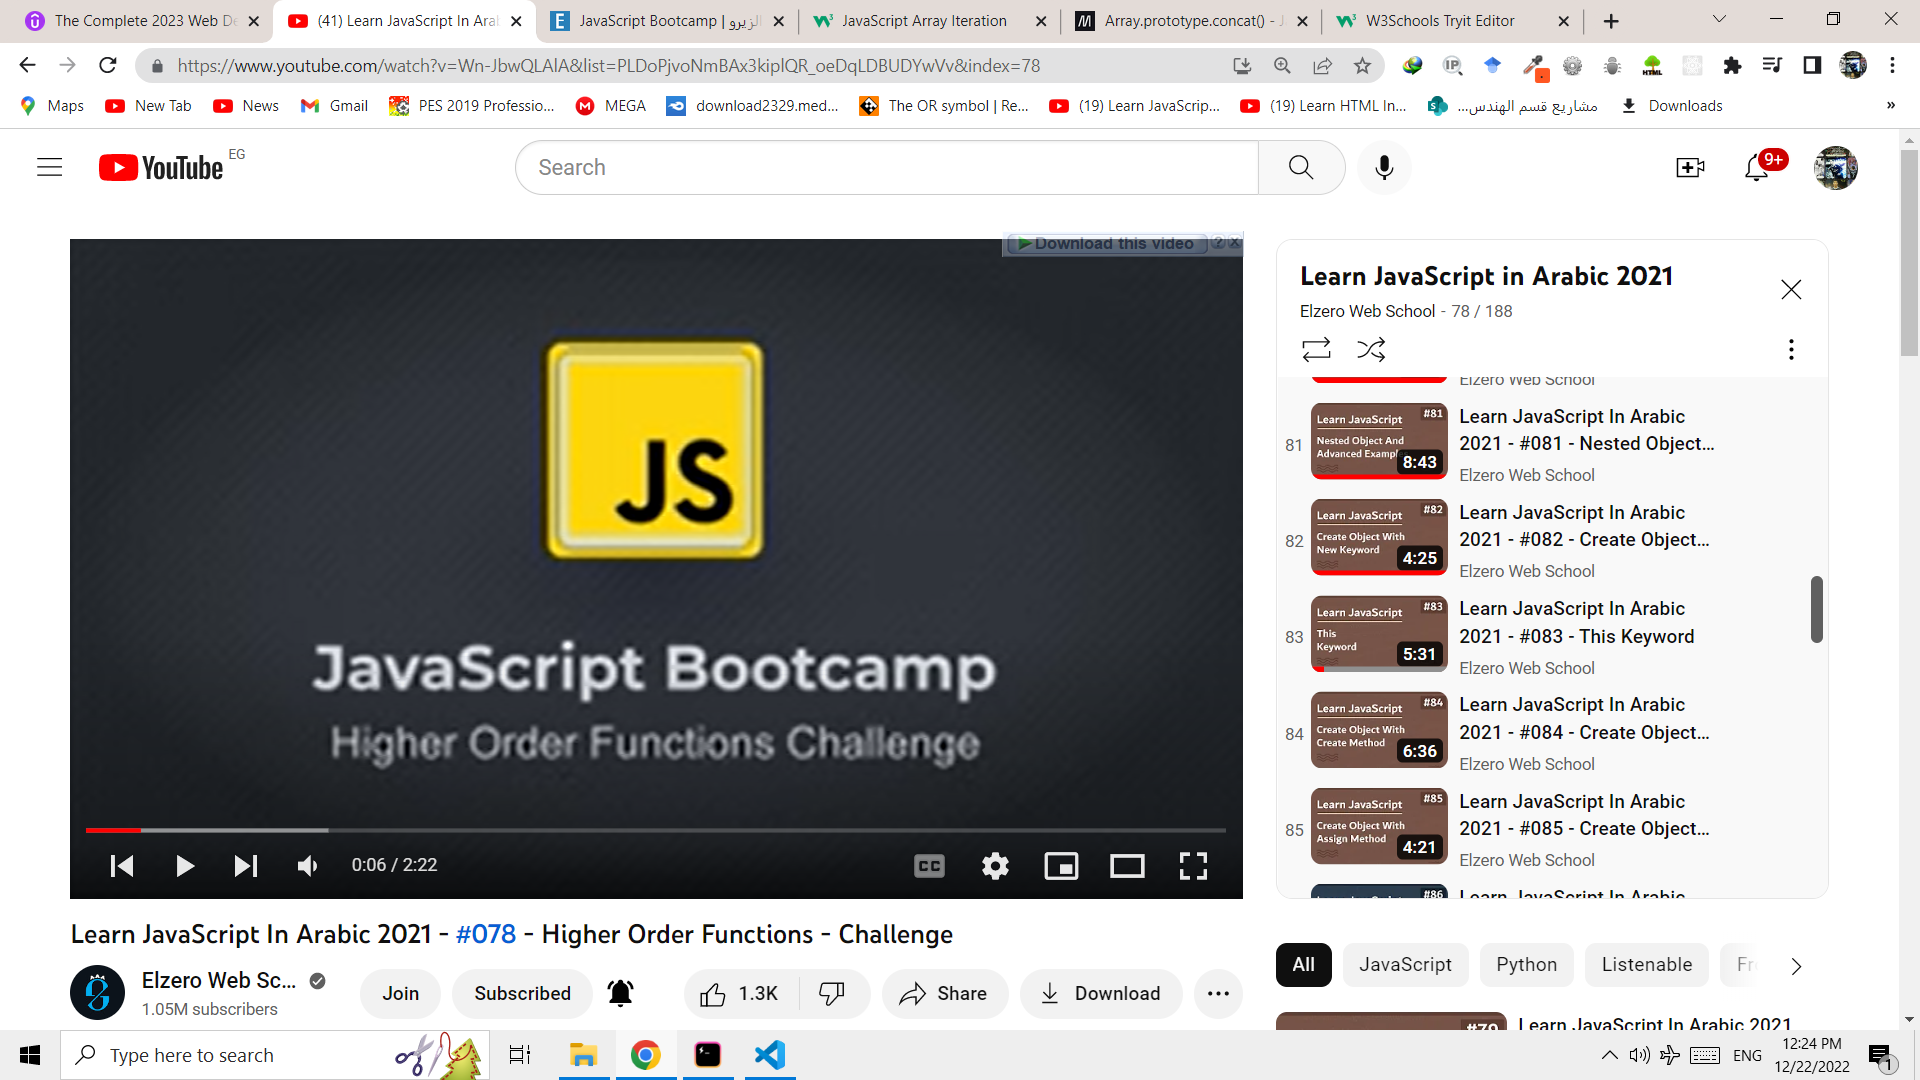 The Complete 2023 Web De
(41) Learn JavaScript In Aral
JavaScript Bootcamp | الزيرو
JavaScript Array Iteration
Array.prototype.concat() - J
W3Schools Tryit Editor
https://www.youtube.com/watch?v=Wn-JbwQLAlA&list=PLDoPjvoNmBAx3kiplQR_oeDqLDBUDYwVv&index=78
Maps
New Tab
News
Gmail
PES 2019 Professio...
MEGA
download2329.med...
The OR symbol | Re...
(19) Learn JavaScrip...
(19) Learn HTML In...
مشاريع قسم الهندس...
Downloads
»
YouTube EG
Search
9+
Download this video
JS
JavaScript Bootcamp
Higher Order Functions Challenge
0:06 / 2:22
CC
Learn JavaScript In Arabic 2021 - #078 - Higher Order Functions - Challenge
Elzero Web Sc...
1.05M subscribers
Join
Subscribed
1.3K
Share
Download
Learn JavaScript in Arabic 2021
Elzero Web School - 78 / 188
Elzero Web School
81
Learn JavaScript
#81
Nested Object And
Advanced Exampl
8:43
Learn JavaScript In Arabic
2021 - #081 - Nested Object...
Elzero Web School
82
Learn JavaScript
#82
Create Object With
New Keyword
4:25
Learn JavaScript In Arabic
2021 - #082 - Create Object...
Elzero Web School
83
Learn JavaScript
#83
This
Keyword
5:31
Learn JavaScript In Arabic
2021 - #083 - This Keyword
Elzero Web School
84
Learn JavaScript
#84
Create Object With
Create Method
6:36
Learn JavaScript In Arabic
2021 - #084 - Create Object...
Elzero Web School
85
Learn JavaScript
#85
Create Object With
Assign Method
4:21
Learn JavaScript In Arabic
2021 - #085 - Create Object...
Elzero Web School
#86
Learn JavaScript In Arabic
All
JavaScript
Python
Listenable
Fr
#79
Learn JavaScript In Arabic 2021
Type here to search
ENG
12:24 PM
12/22/2022
1